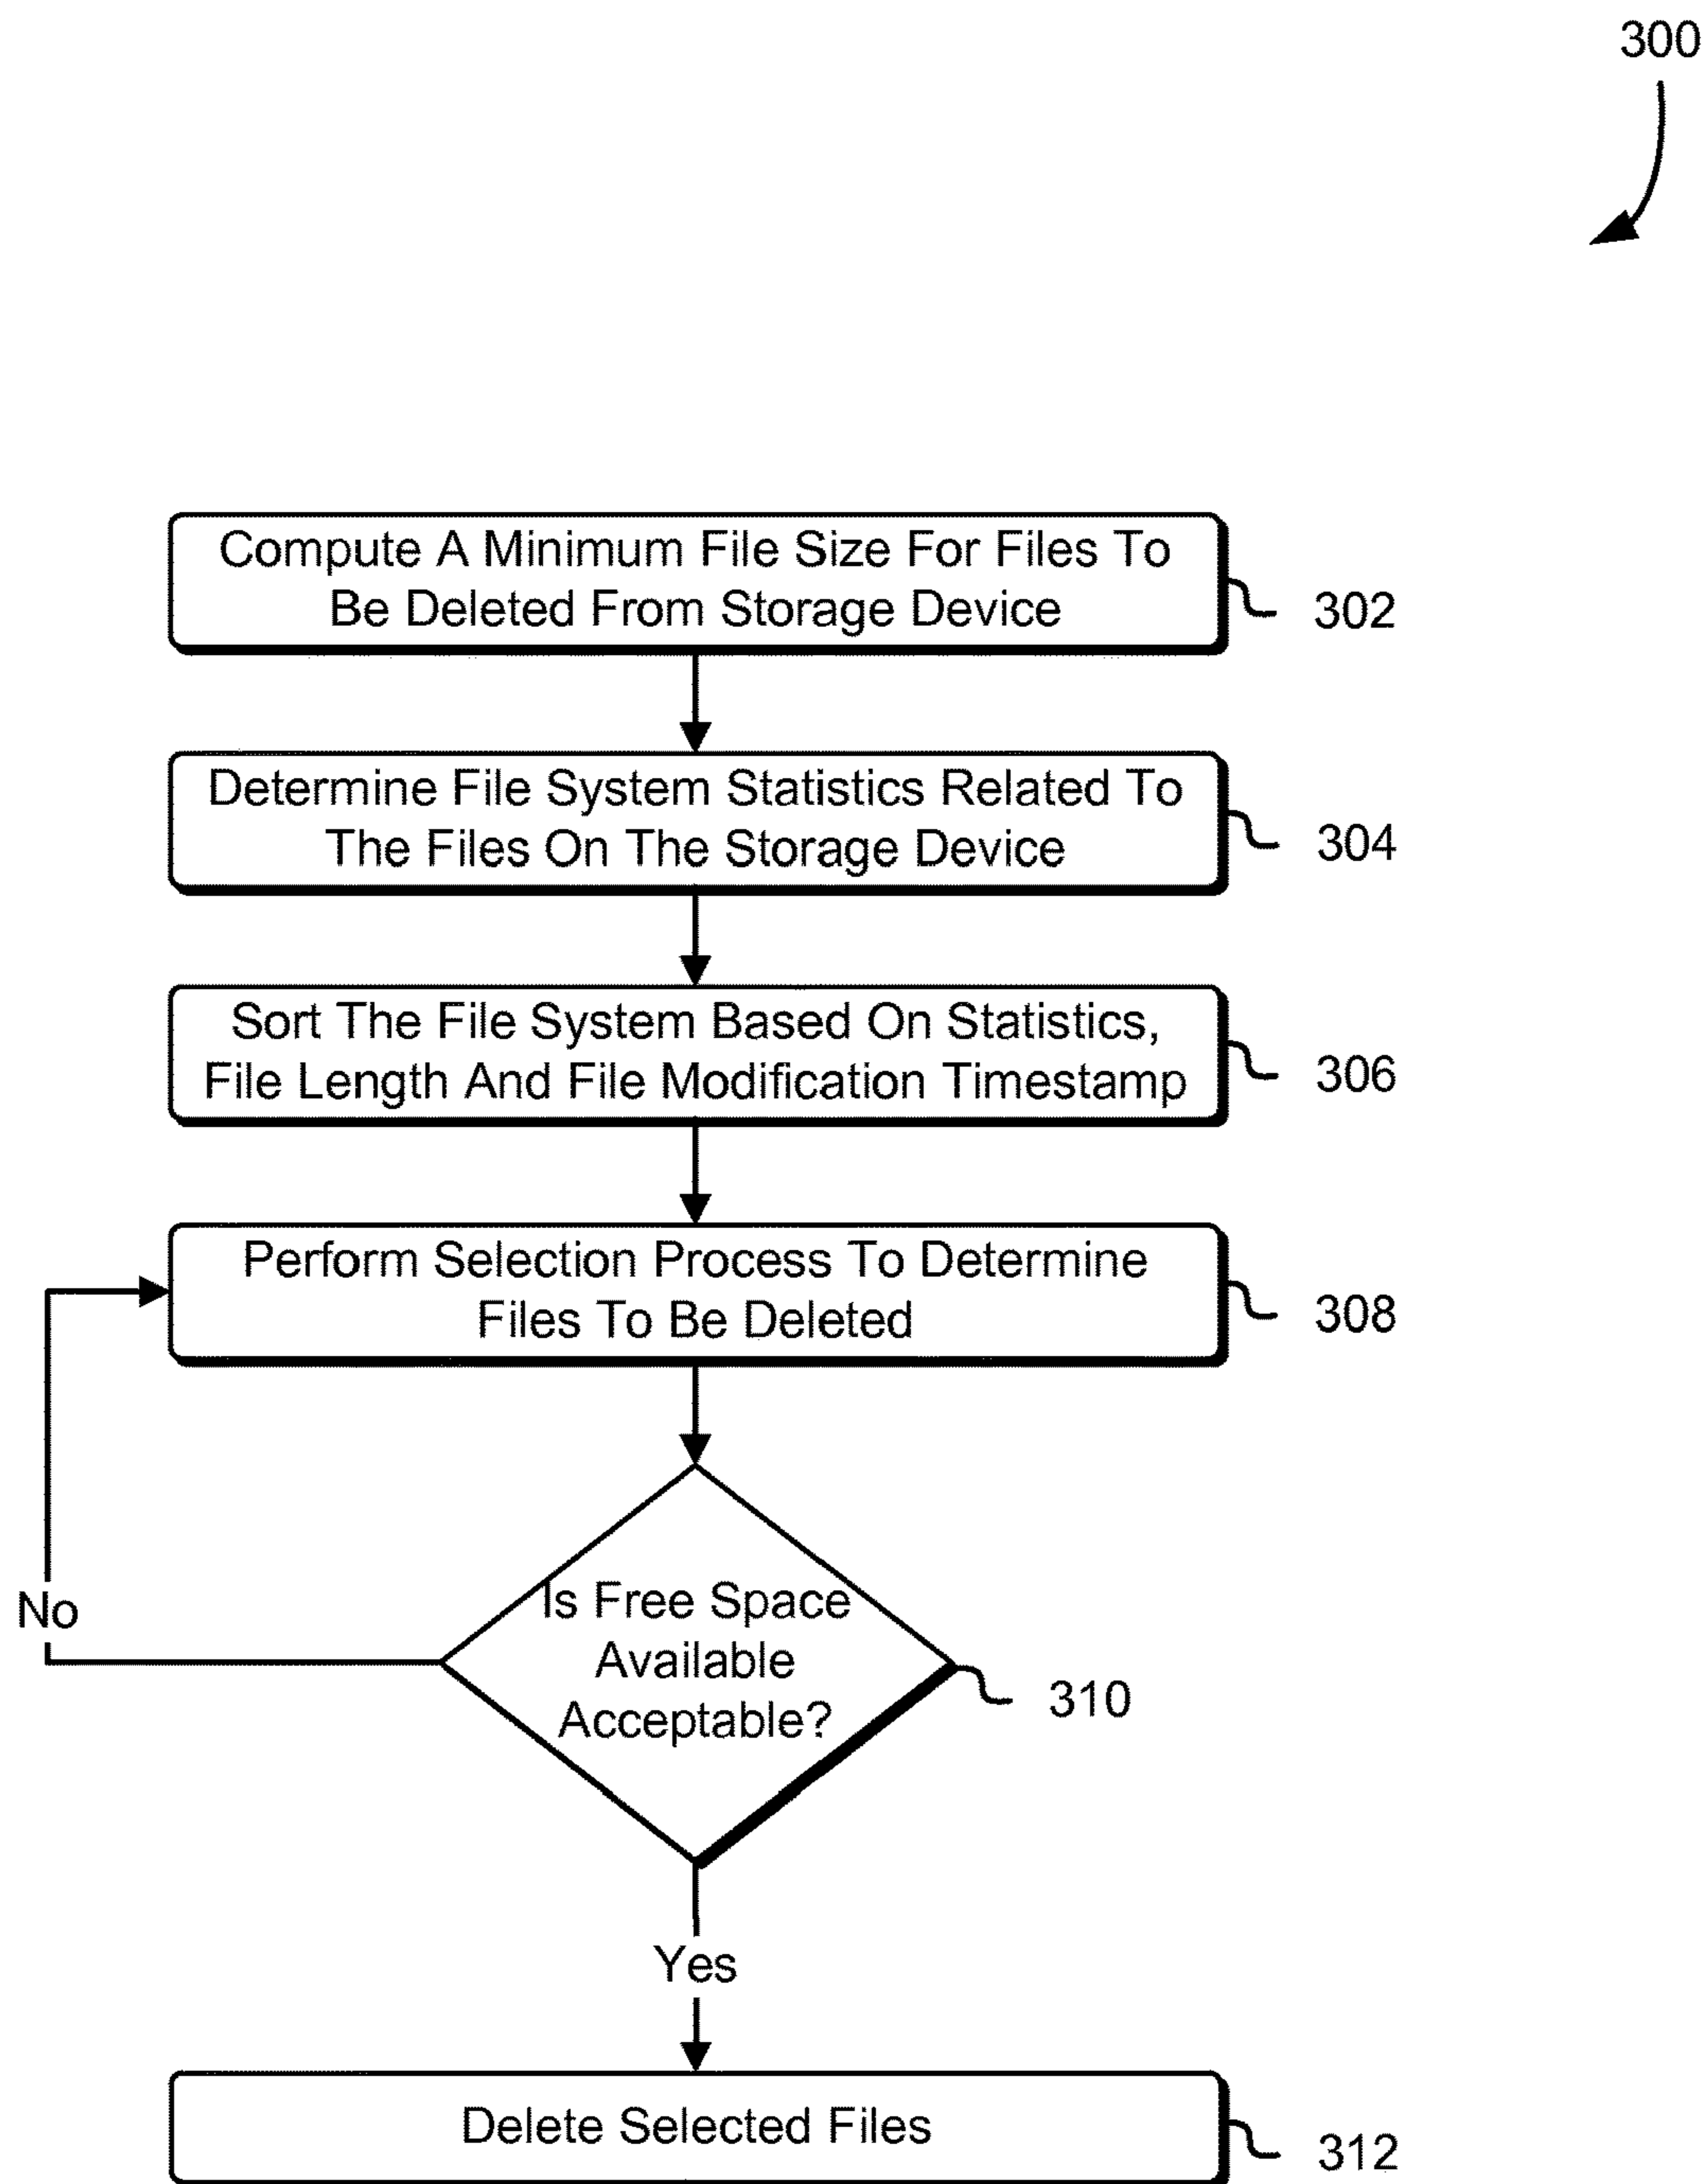 300
Compute A Minimum File Size For Files To
Be Deleted From Storage Device
302
Determine File System Statistics Related To
The Files On The Storage Device
304
Sort The File System Based On Statistics,
File Length And File Modification Timestamp
306
Perform Selection Process To Determine
Files To Be Deleted
308
Is Free Space
Available
Acceptable?
310
No
Yes
Delete Selected Files
312